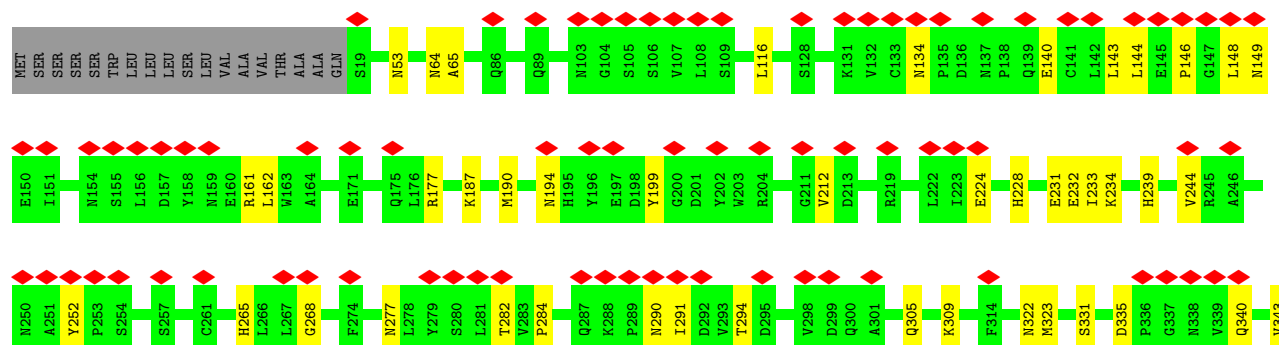 MET SER SER SER SER TRP LEU LEU LEU SER LEU VAL ALA VAL THR ALA ALA GLN S19 N53 N64 A65 Q86 Q89 N103 G104 S105 S106 V107 L108 S109 L116 S128 K131 V132 C133 N134 P135 D136 N137 P138 Q139 E140 C141 L142 L143 L144 E145 P146 G147 L148 N149
E150 I151 N154 S155 L156 D157 Y158 N159 E160 R161 L162 W163 A164 E171 Q175 L176 R177 K187 M190 N194 H195 Y196 E197 D198 Y199 G200 D201 Y202 W203 R204 G211 V212 D213 R219 L222 I223 E224 H228 E231 E232 I233 K234 H239 V244 R245 A246
N250 A251 Y252 P253 S254 S257 C261 H265 L266 L267 G268 F274 N277 L278 Y279 S280 L281 T282 V283 P284 Q287 K288 P289 N290 I291 D292 V293 T294 D295 V298 D299 Q300 A301 Q305 K309 F314 N322 M323 S331 D335 P336 G337 N338 V339 Q340